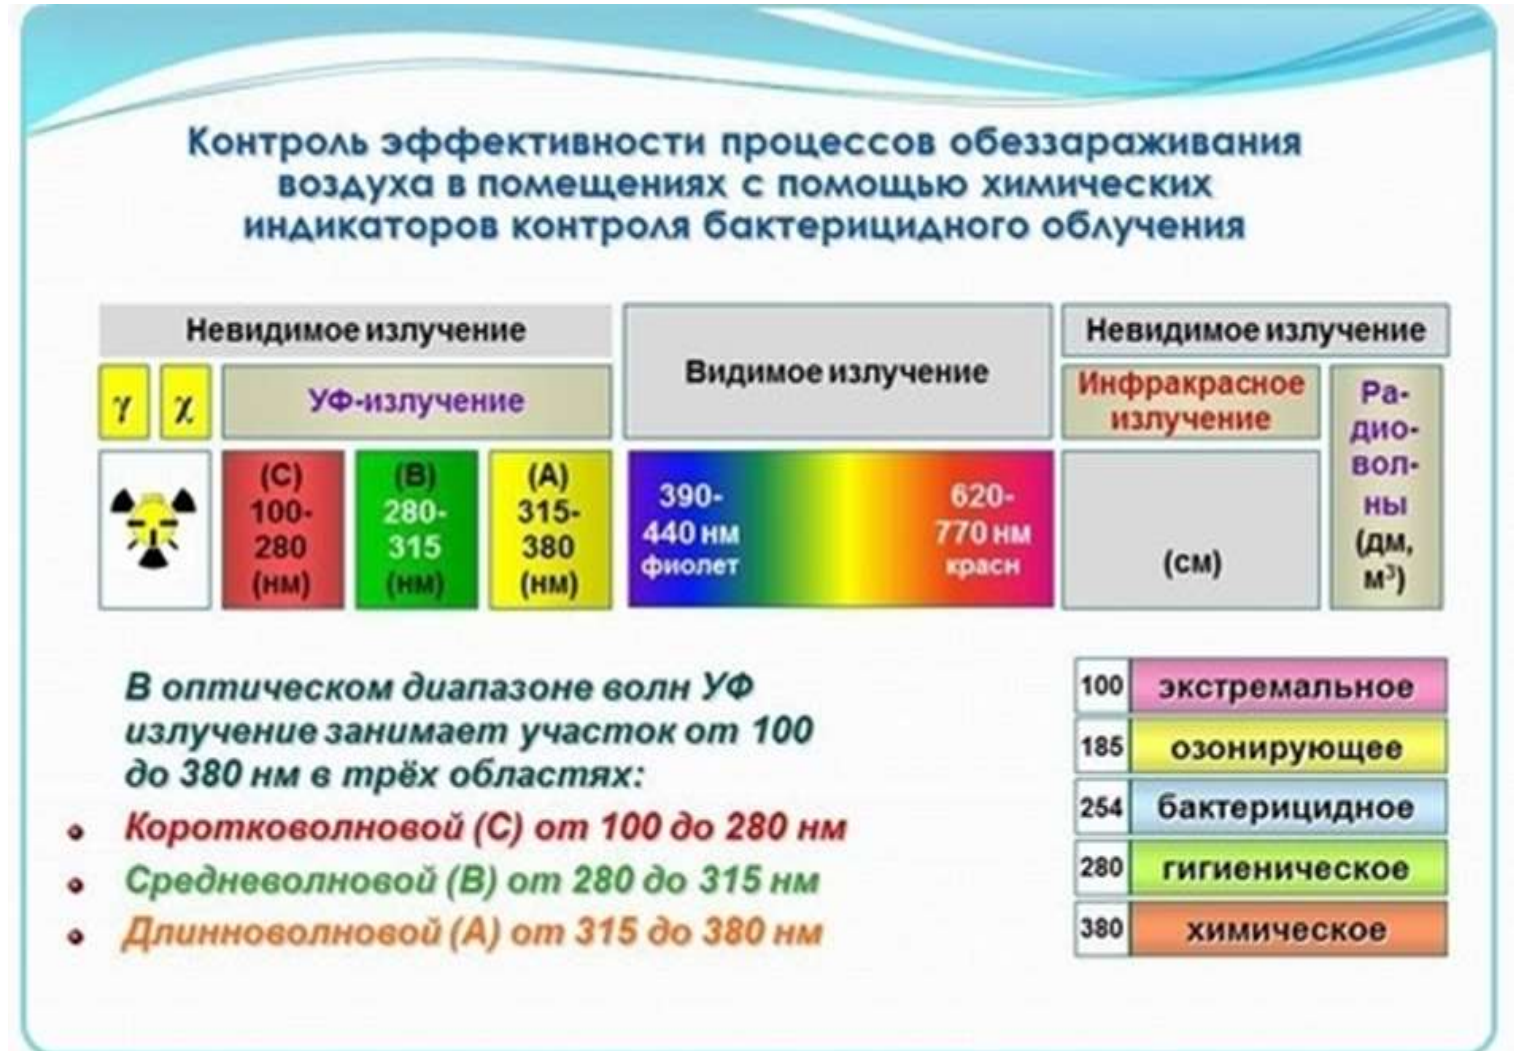 Контроль эффективности процессов обеззараживания
воздуха в помещениях с помощью химических
индикаторов контроля бактерицидного облучения
Невидимое излучение
Видимое излучение
Невидимое излучение
γ
χ
УФ-излучение
Инфракрасное
излучение
Ра-
дио-
вол-
ны
(дм,
м³)
(С)
100-
280
(нм)
(В)
280-
315
(нм)
(А)
315-
380
(нм)
390-
440 нм
фиолет
620-
770 нм
красн
(см)
В оптическом диапазоне волн УФ
излучение занимает участок от 100
до 380 нм в трёх областях:
• Коротковолновой (С) от 100 до 280 нм
• Средневолновой (В) от 280 до 315 нм
• Длинноволновой (А) от 315 до 380 нм
100 экстремальное
185 озонирующее
254 бактерицидное
280 гигиеническое
380 химическое